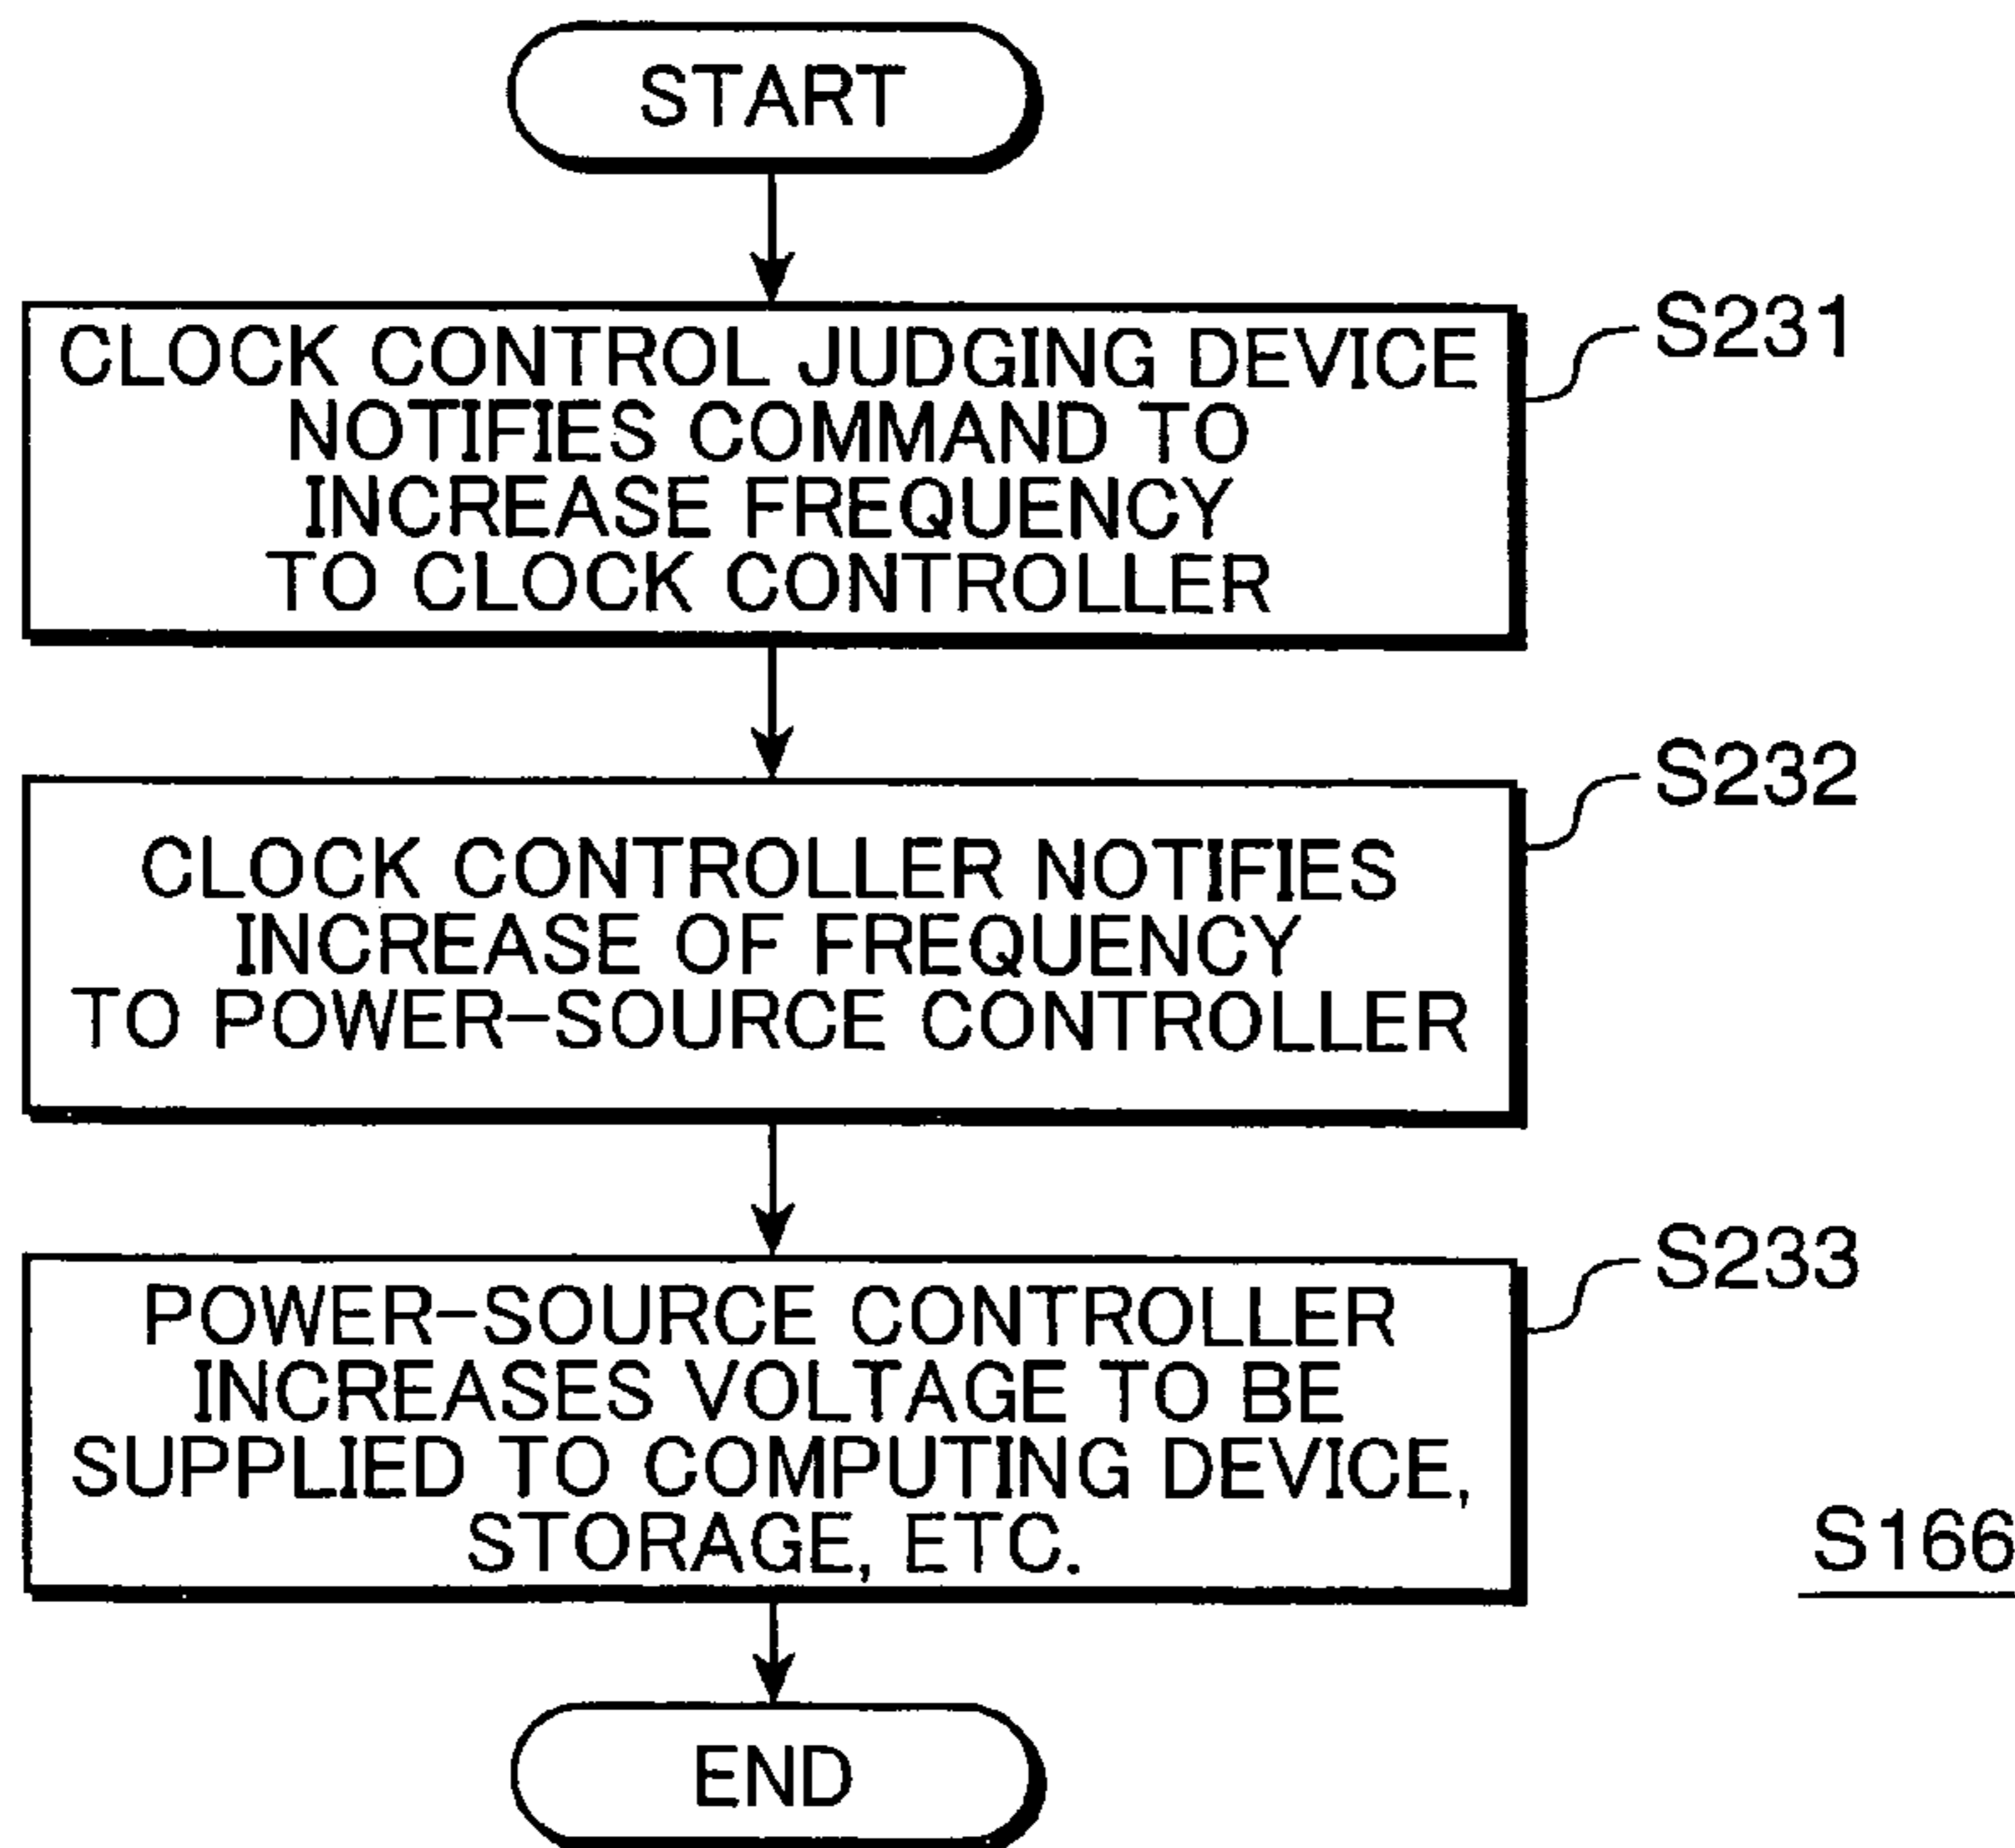 START
CLOCK CONTROL JUDGING DEVICE
NOTIFIES COMMAND TO
INCREASE FREQUENCY
TO CLOCK CONTROLLER
S231
CLOCK CONTROLLER NOTIFIES
INCREASE OF FREQUENCY
TO POWER-SOURCE CONTROLLER
S232
POWER-SOURCE CONTROLLER
INCREASES VOLTAGE TO BE
SUPPLIED TO COMPUTING DEVICE,
STORAGE, ETC.
S233
S166
END